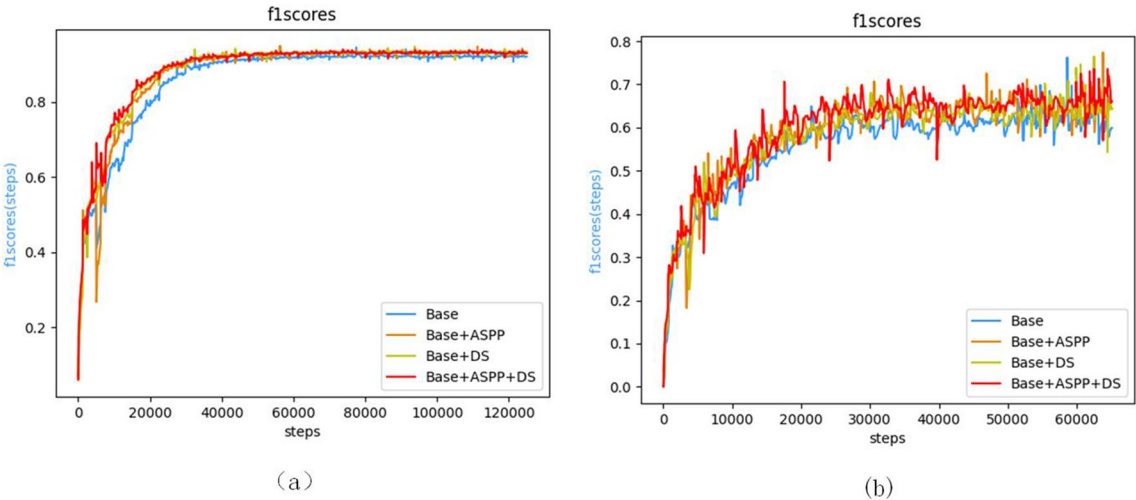 f1scores
f1scores(steps)
0.8
0.6
0.4
0.2
0
20000
40000
60000
80000
100000
120000
steps
Base
Base+ASPP
Base+DS
Base+ASPP+DS
(a)
f1scores
f1scores(steps)
0.8
0.7
0.6
0.5
0.4
0.3
0.2
0.1
0.0
0
10000
20000
30000
40000
50000
60000
steps
Base
Base+ASPP
Base+DS
Base+ASPP+DS
(b)